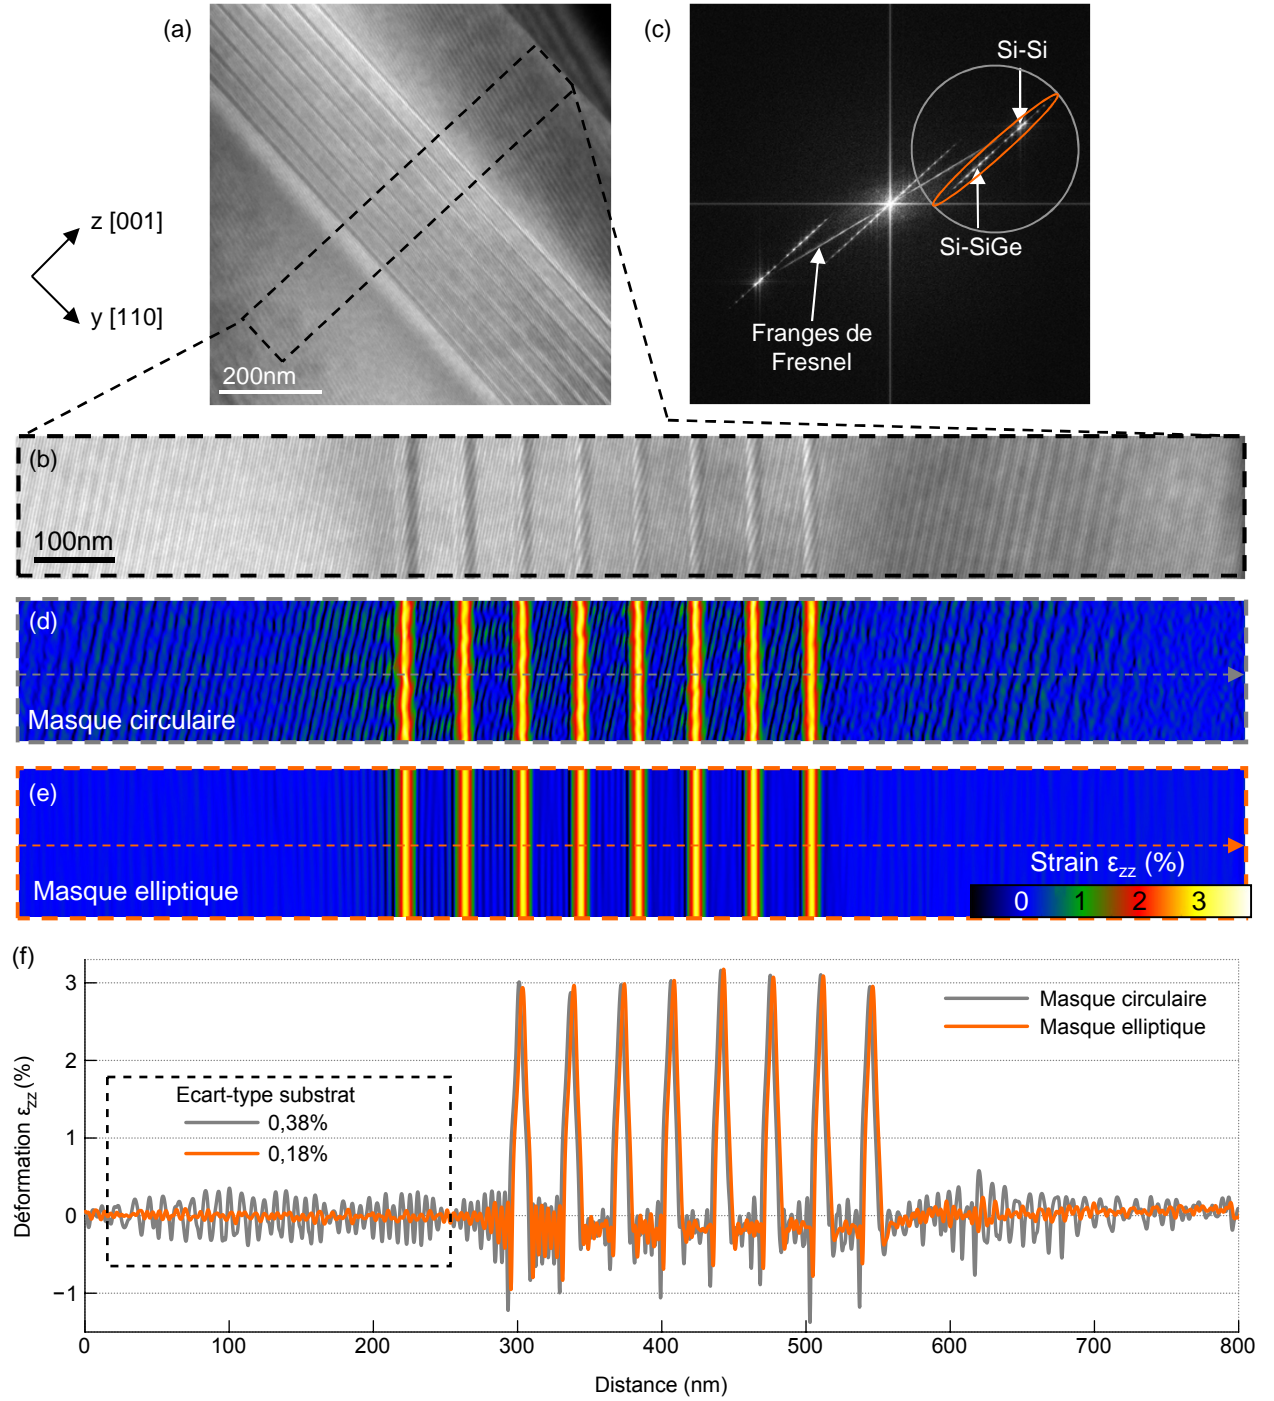 (a)
(c)
Si-Si
z [001]
y [110]
Si-SiGe
Franges de
Fresnel
200nm
(b)
100nm
(d)
Masque circulaire
(e)
Masque elliptique
Strain εzz (%)
0 1 2 3
(f)
3
2
1
0
−1
Déformation εzz (%)
Masque circulaire
Masque elliptique
Ecart-type substrat
0,38%
0,18%
0 100 200 300 400 500 600 700 800
Distance (nm)